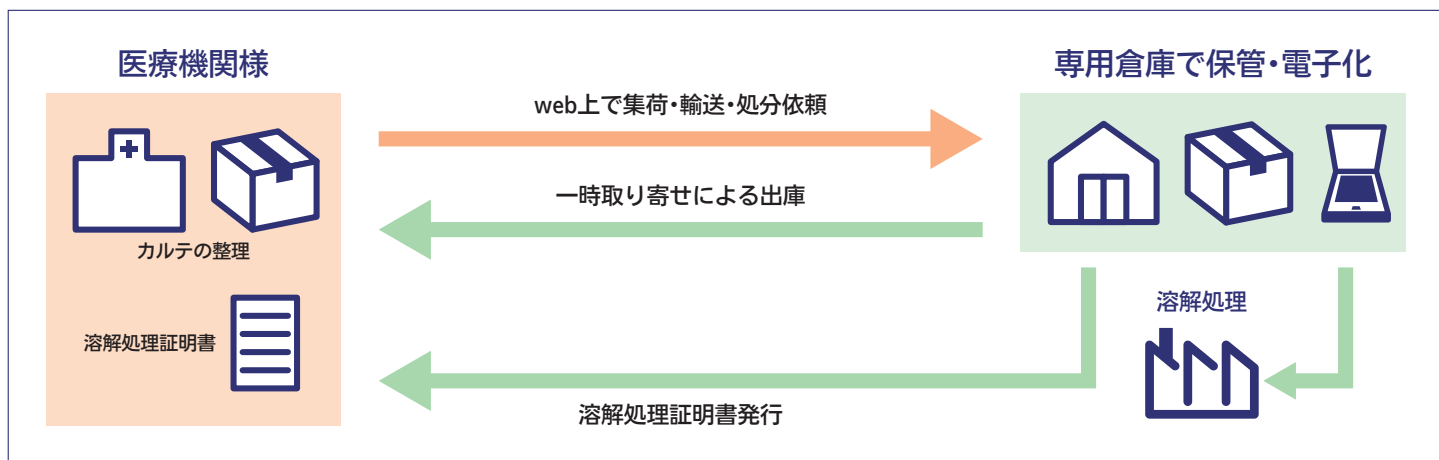 医療機関様
専用倉庫で保管・電子化
web上で集荷・輸送・処分依頼
一時取り寄せによる出庫
カルテの整理
溶解処理
溶解処理証明書
溶解処理証明書発行